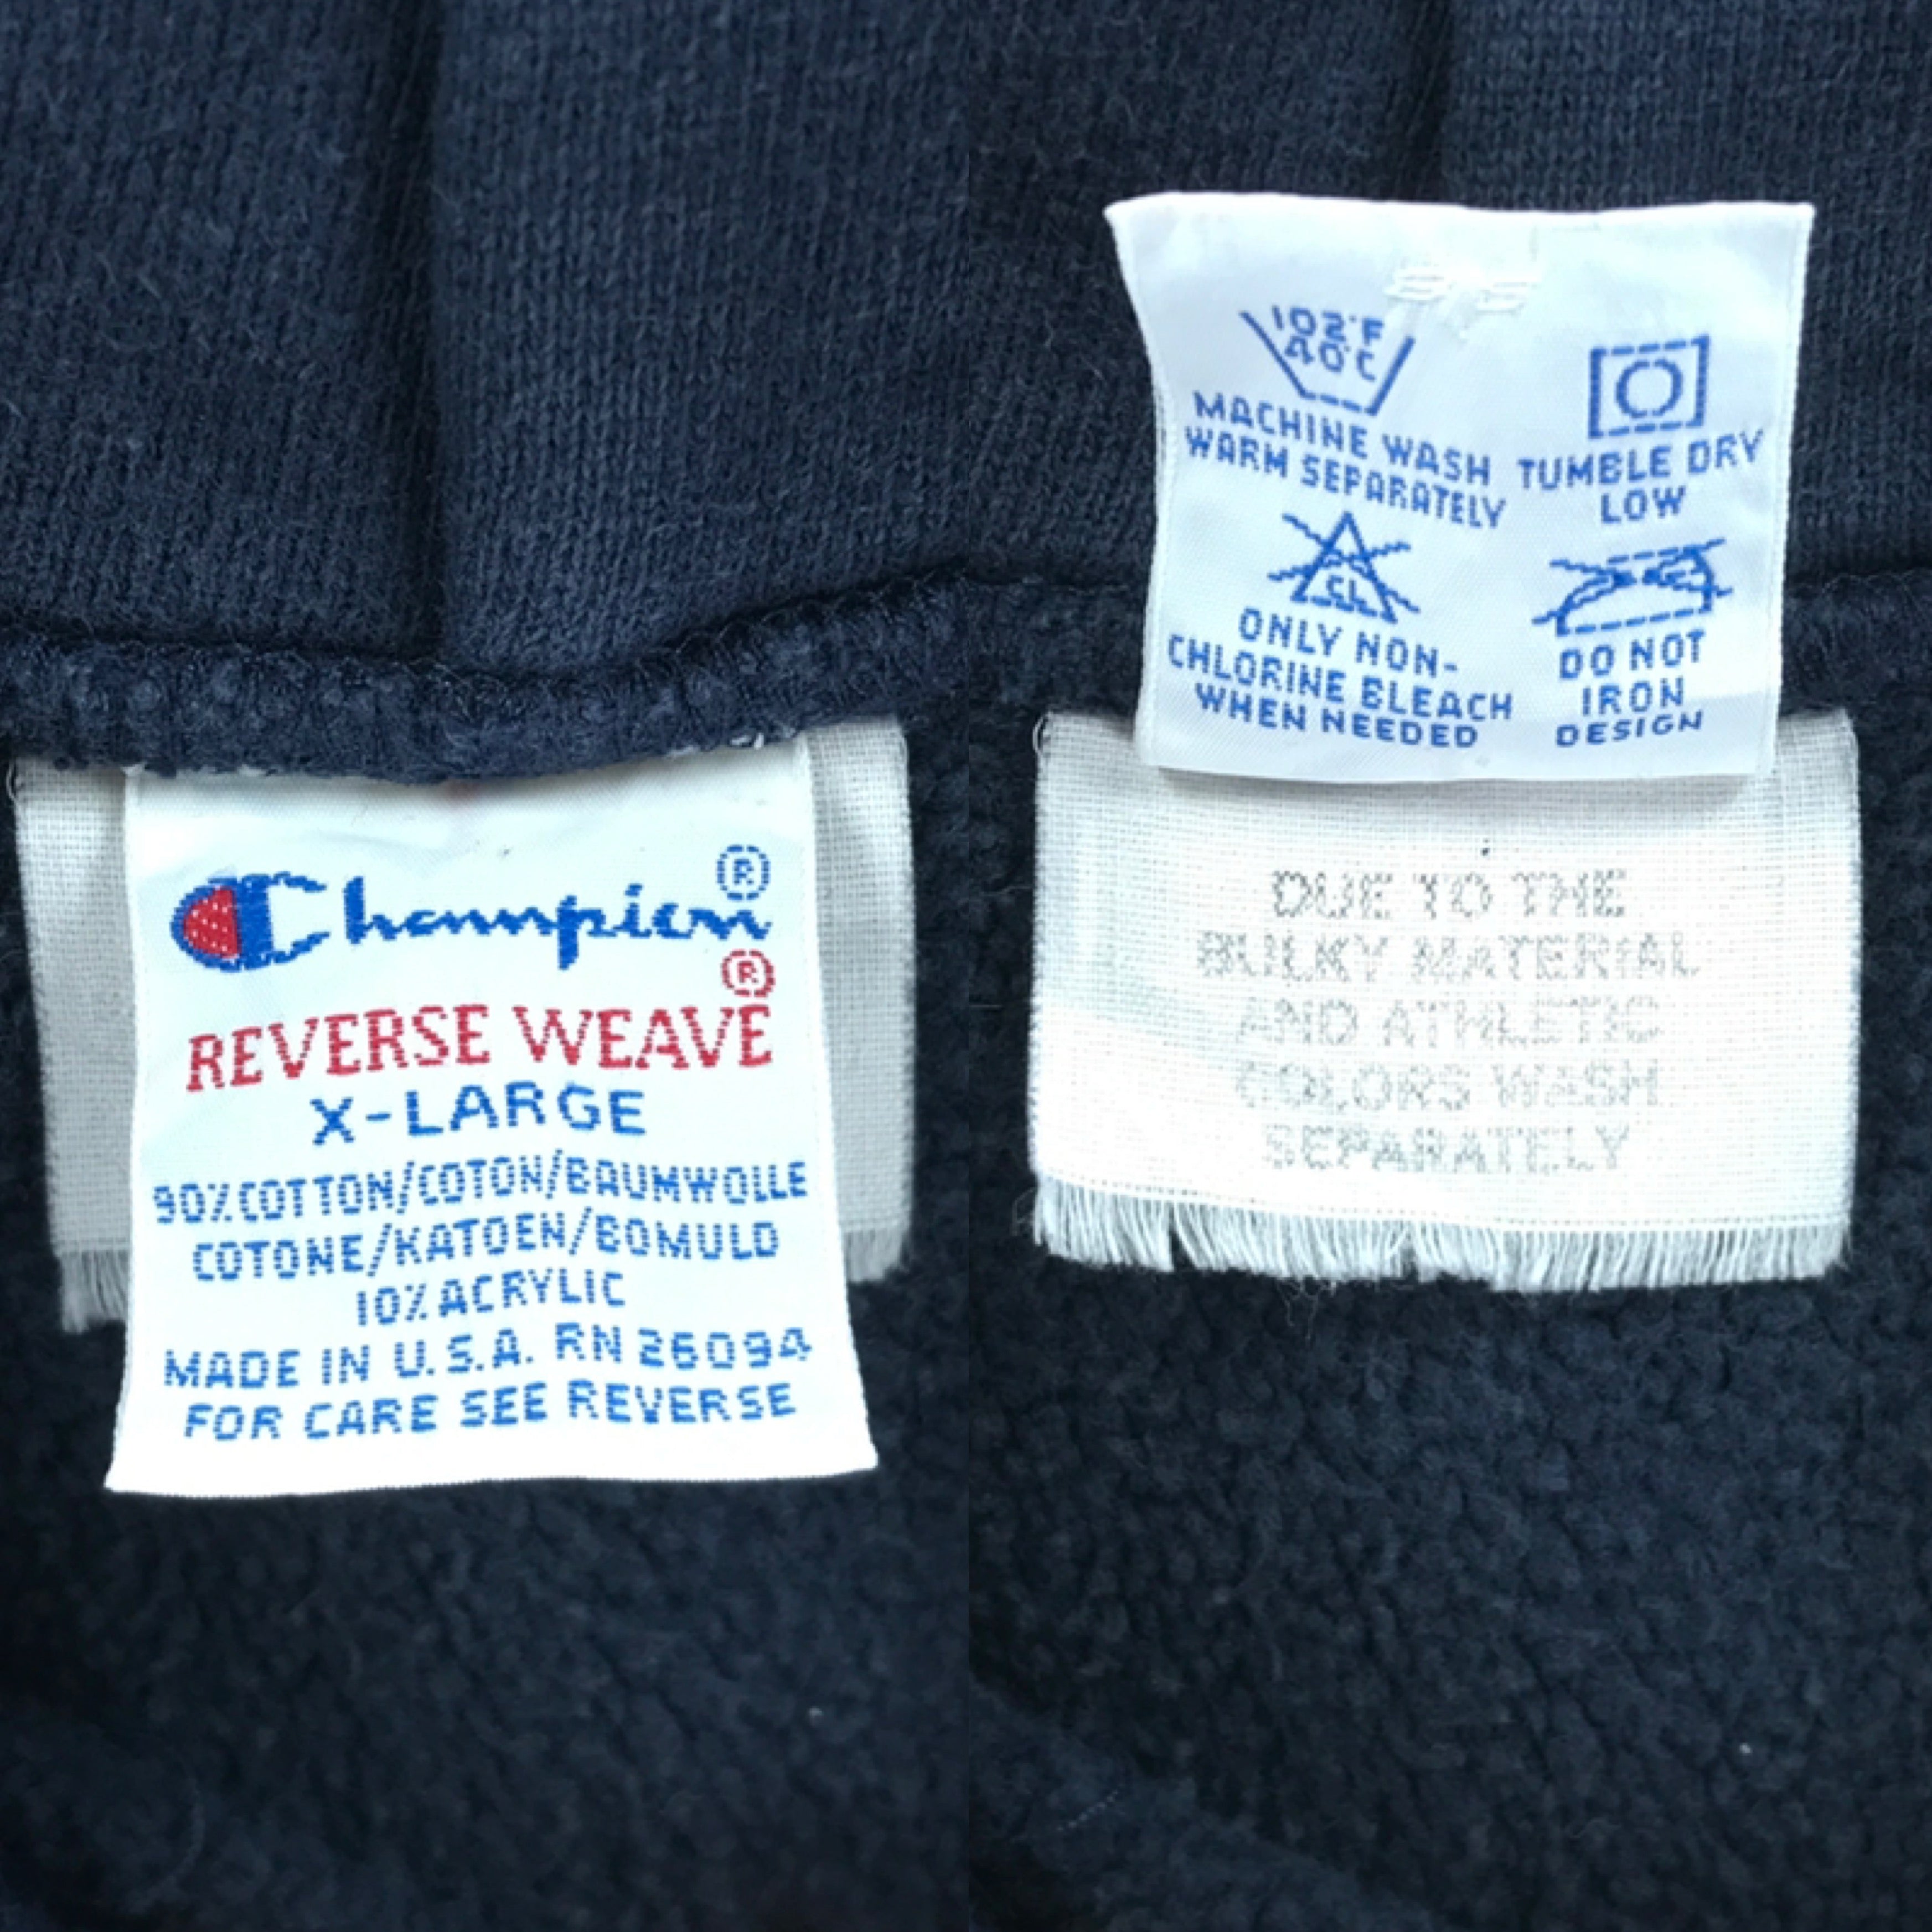 Champion®
®
REVERSE WEAVE
X-LARGE
90% COTTON/COTON/BAUMWOLLE
COTONE/KATOEN/BOMULD
10% ACRYLIC
MADE IN U.S.A. RN 26094
FOR CARE SEE REVERSE
102°F
40°C
MACHINE WASH
WARM SEPARATELY
TUMBLE DRY
LOW
CL
ONLY NON-
CHLORINE BLEACH
WHEN NEEDED
DO NOT
IRON
DESIGN
DUE TO THE
BULKY MATERIAL
AND ATHLETIC
COLORS WASH
SEPARATELY